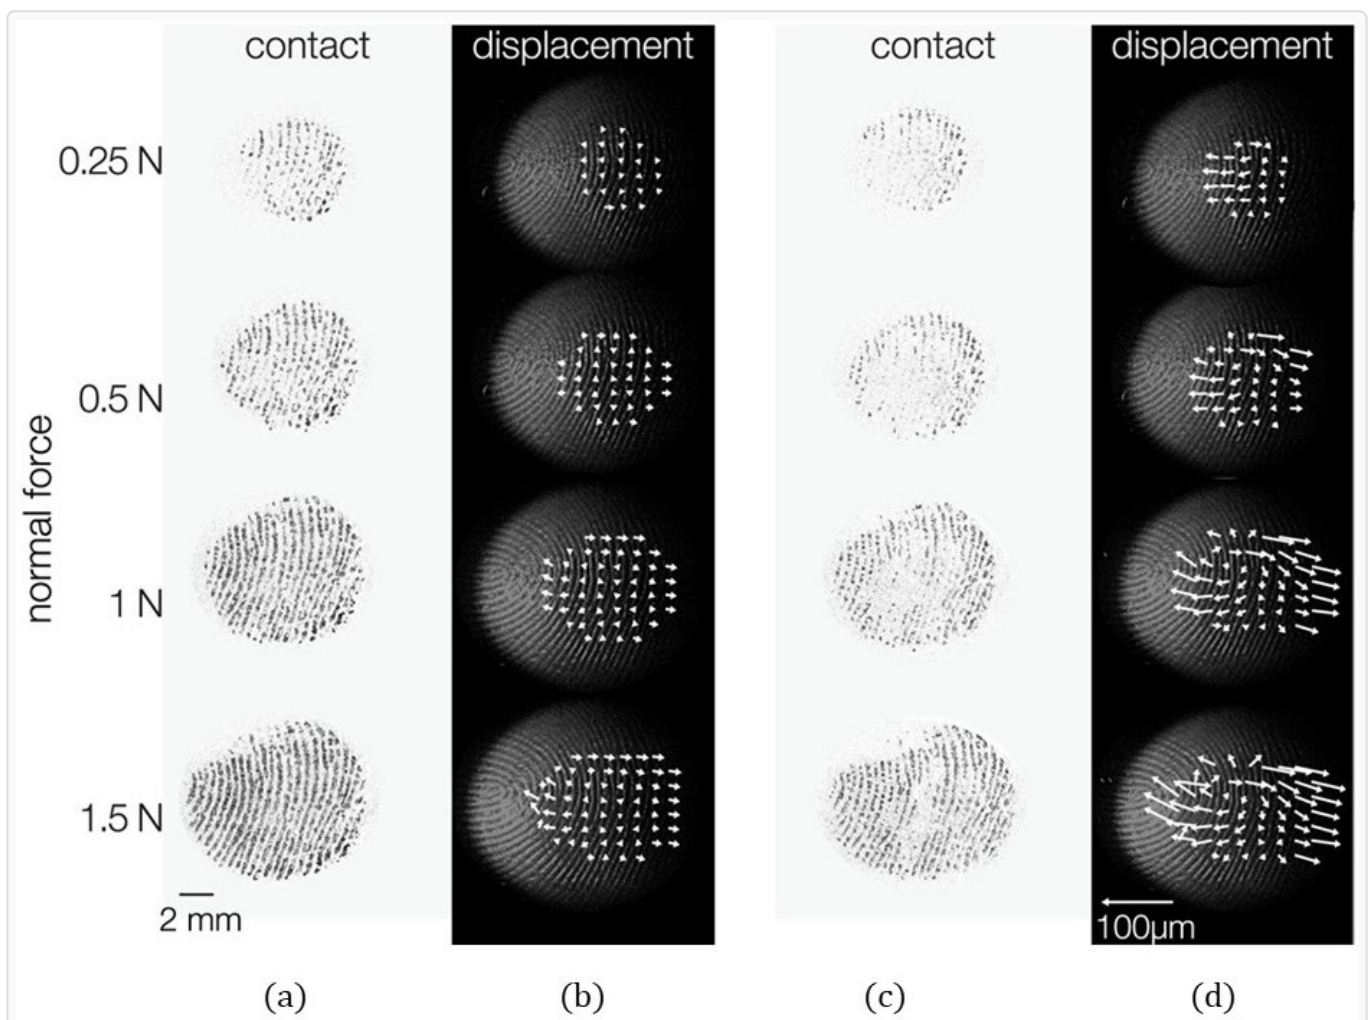 contact displacement contact displacement
0.25 N
0.5 N
normal force
1 N
1.5 N
2 mm
100µm
(a) (b) (c) (d)